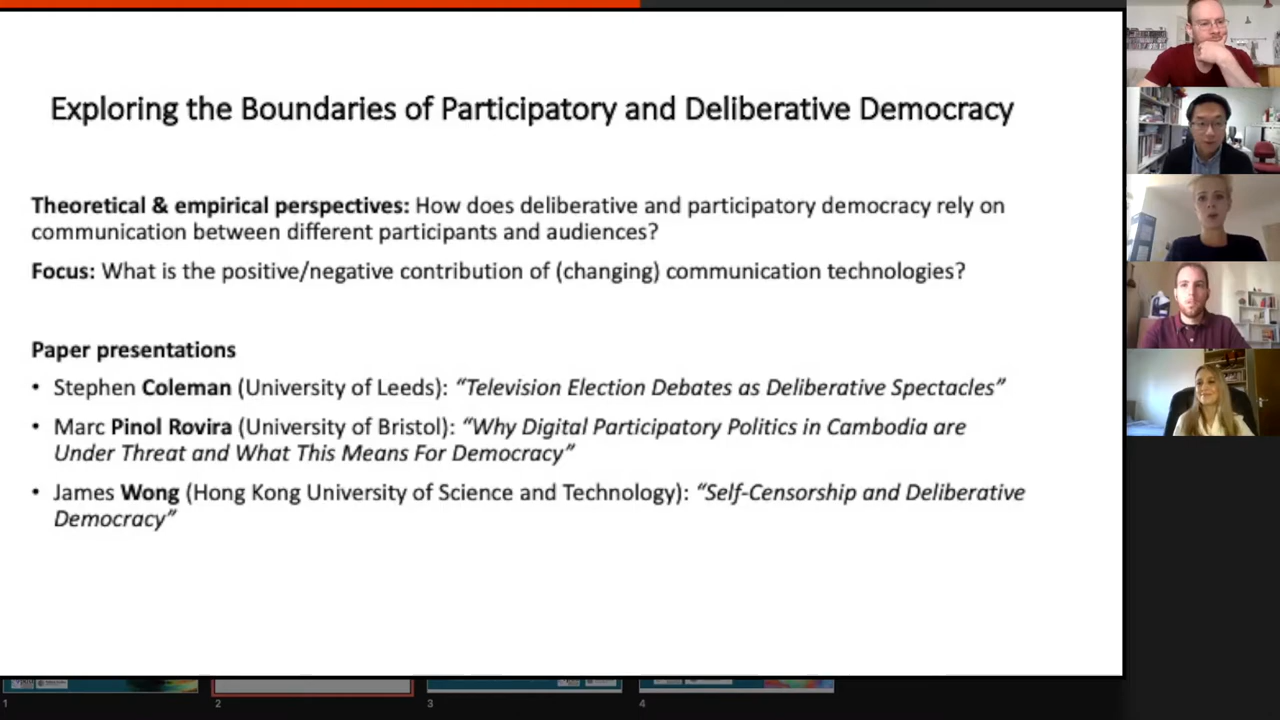 Exploring the Boundaries of Participatory and Deliberative Democracy
Theoretical & empirical perspectives: How does deliberative and participatory democracy rely on
communication between different participants and audiences?
Focus: What is the positive/negative contribution of (changing) communication technologies?
Paper presentations
• Stephen Coleman (University of Leeds): “Television Election Debates as Deliberative Spectacles”
• Marc Pinol Rovira (University of Bristol): “Why Digital Participatory Politics in Cambodia are
Under Threat and What This Means For Democracy”
• James Wong (Hong Kong University of Science and Technology): “Self-Censorship and Deliberative
Democracy”
1
2
3
4